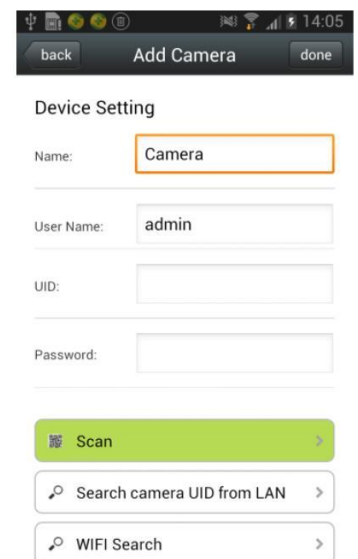 14:05
back Add Camera done
Device Setting
Name: Camera
User Name: admin
UID:
Password:
Scan
Search camera UID from LAN
WIFI Search